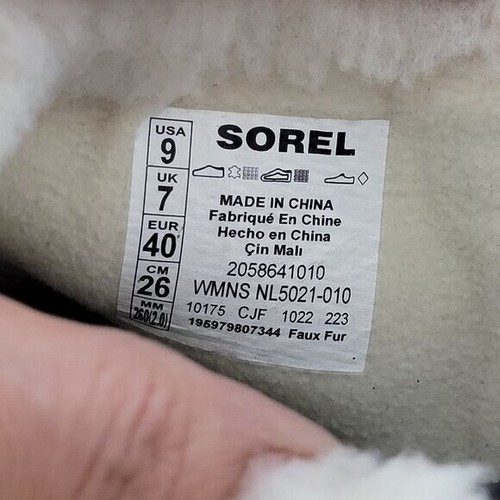 USA
9
UK
7
EUR
40
CM
26
MM
260(2.0)
SOREL
MADE IN CHINA
Fabriqué En Chine
Hecho en China
Çin Malı
2058641010
WMNS NL5021-010
10175 CJF 1022 223
195979807344 Faux Fur